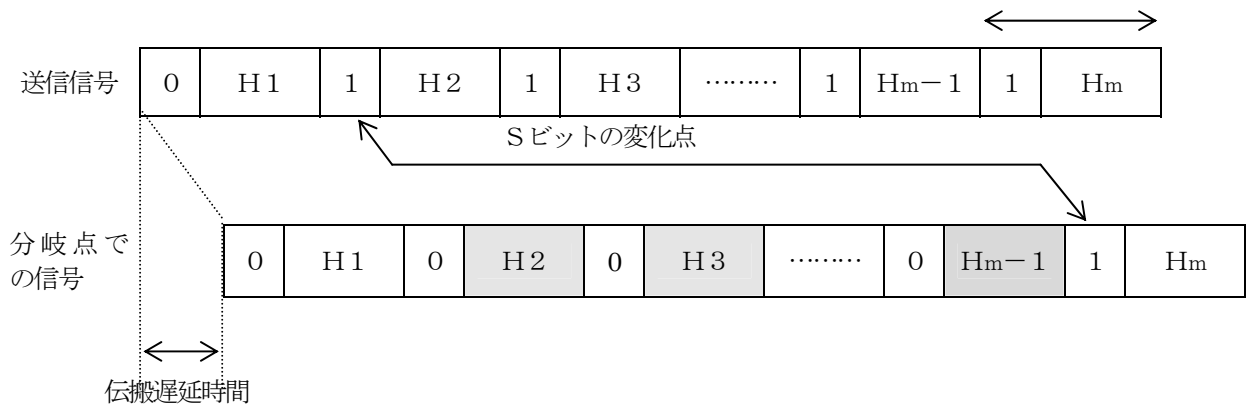 送信信号 0 H1 1 H2 1 H3 ……… 1 Hm−1 1 Hm
Sビットの変化点
分岐点で
の信号
0 H1 0 H2 0 H3 ……… 0 Hm−1 1 Hm
伝搬遅延時間